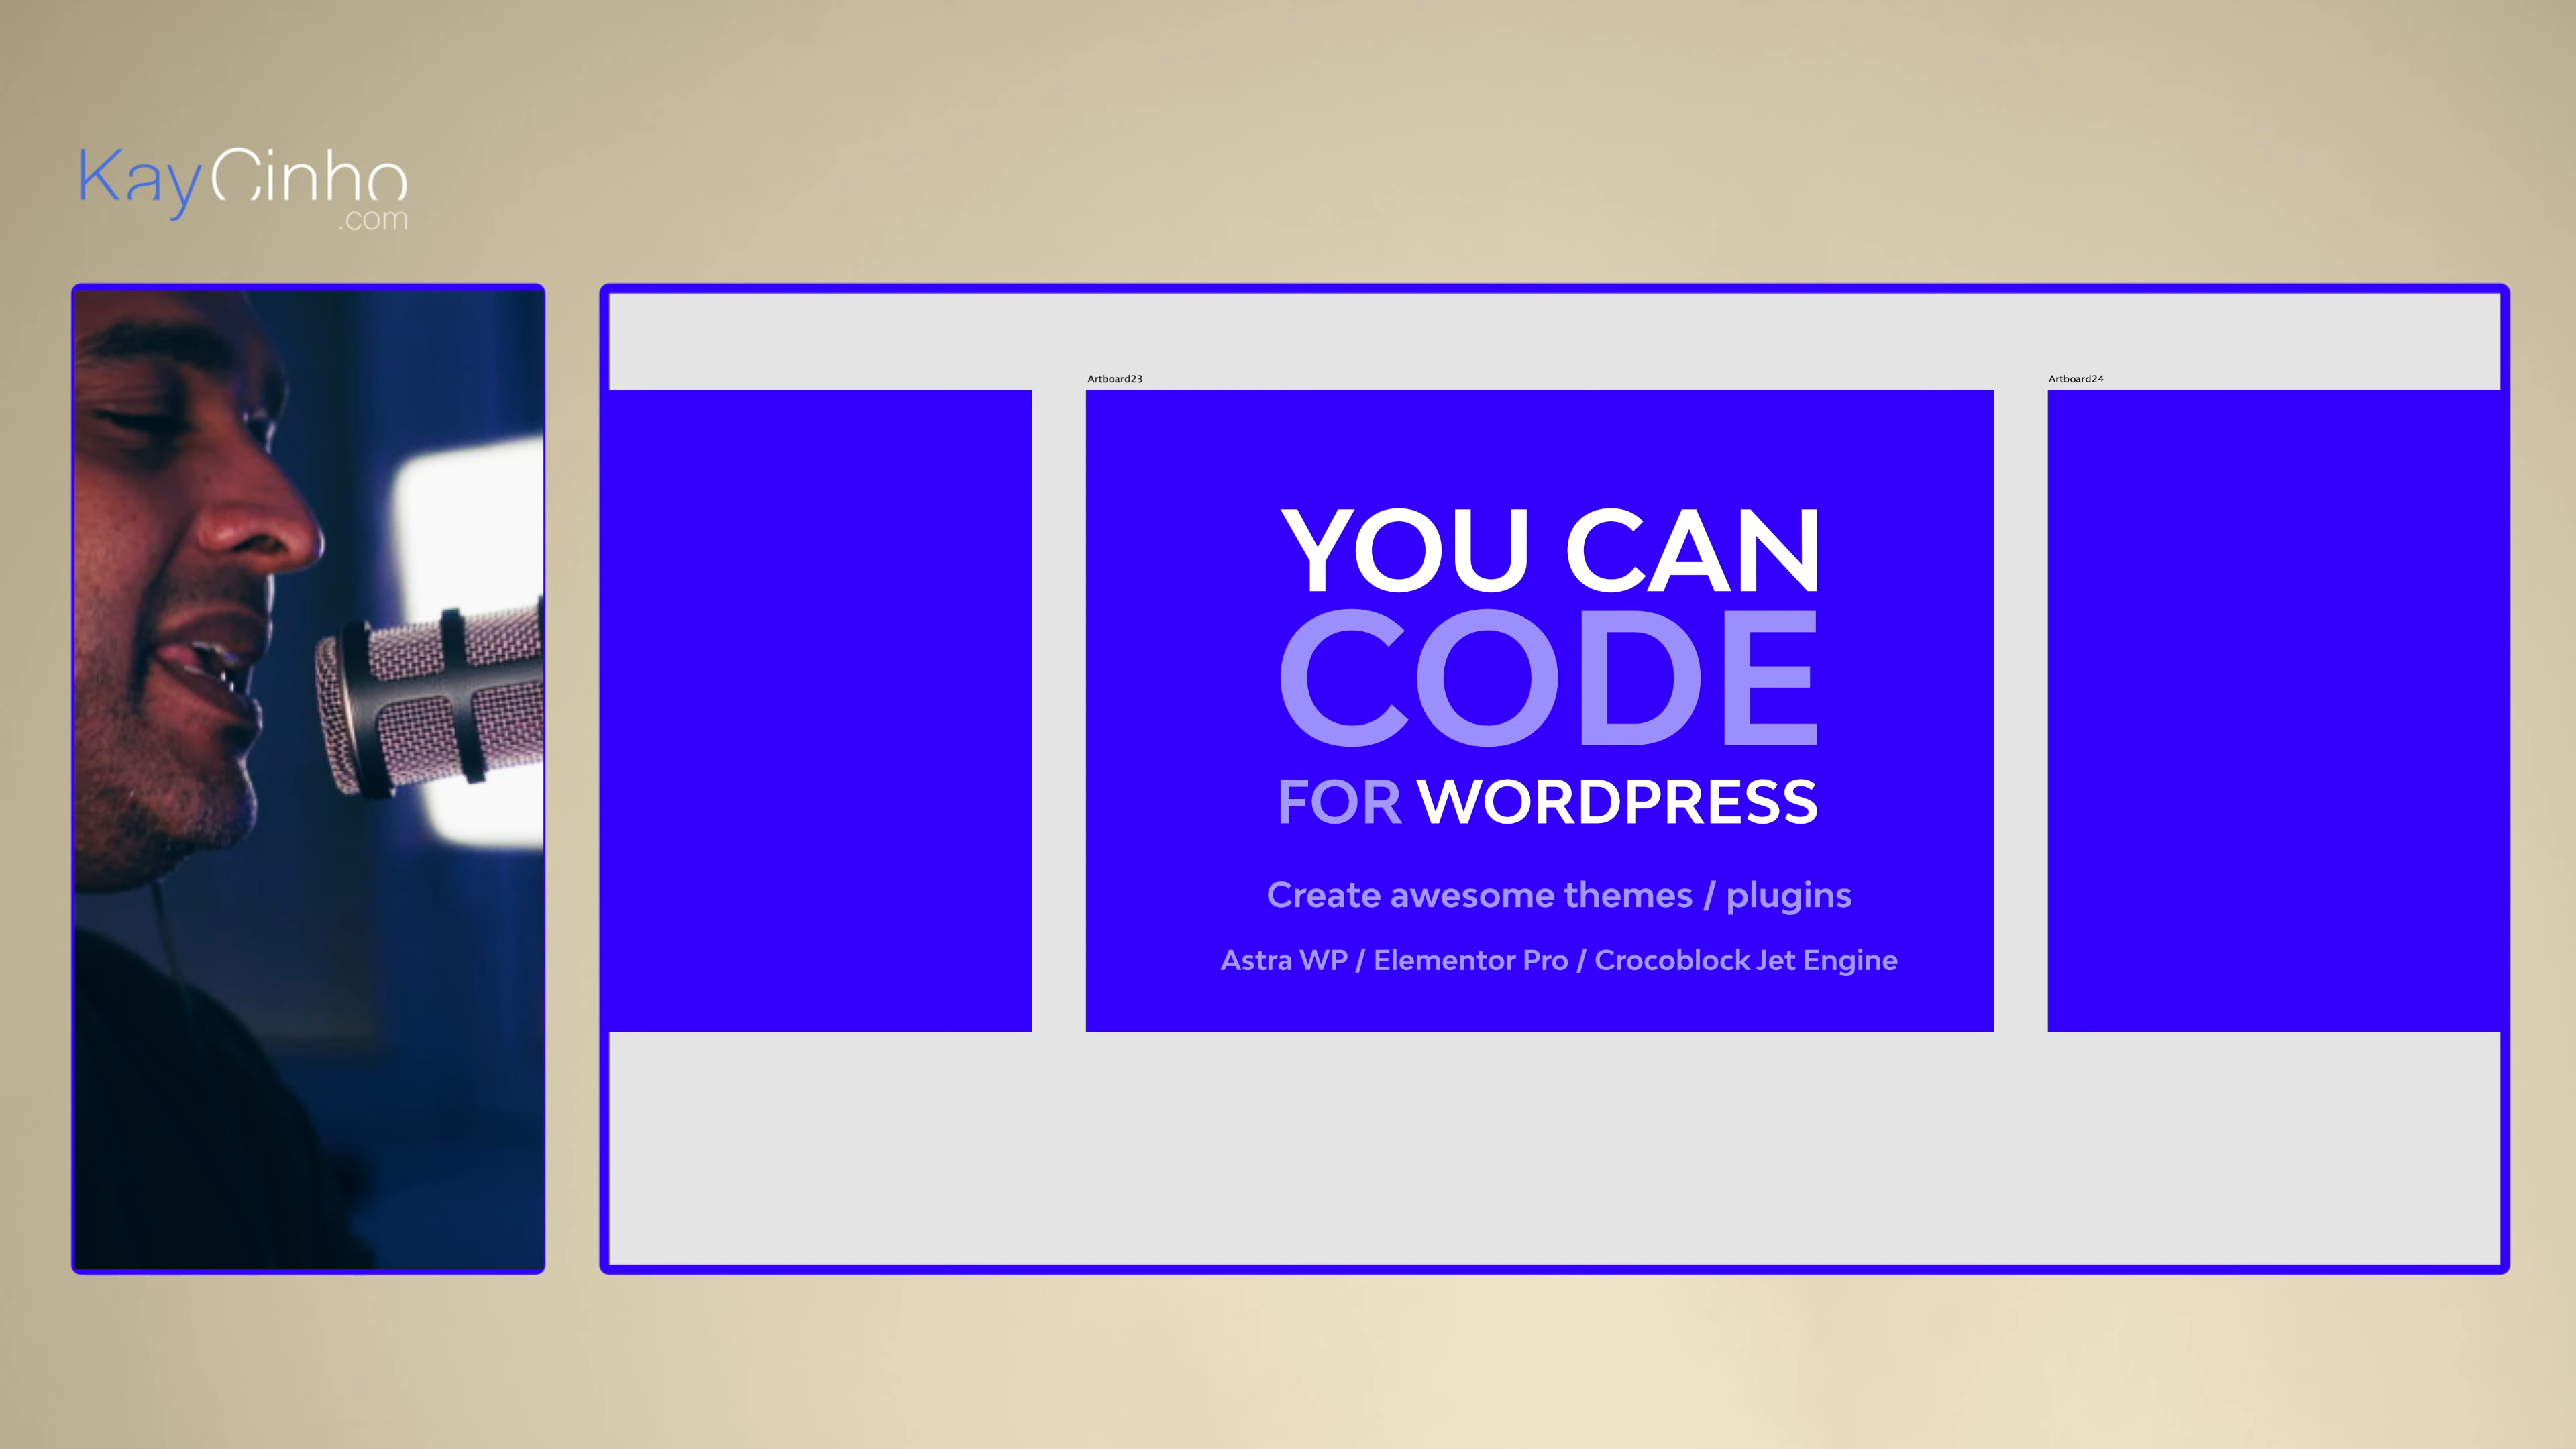 KayCinho
.com
Artboard23
Artboard24
YOU CAN
CODE
FOR WORDPRESS
Create awesome themes / plugins
Astra WP / Elementor Pro / Crocoblock Jet Engine